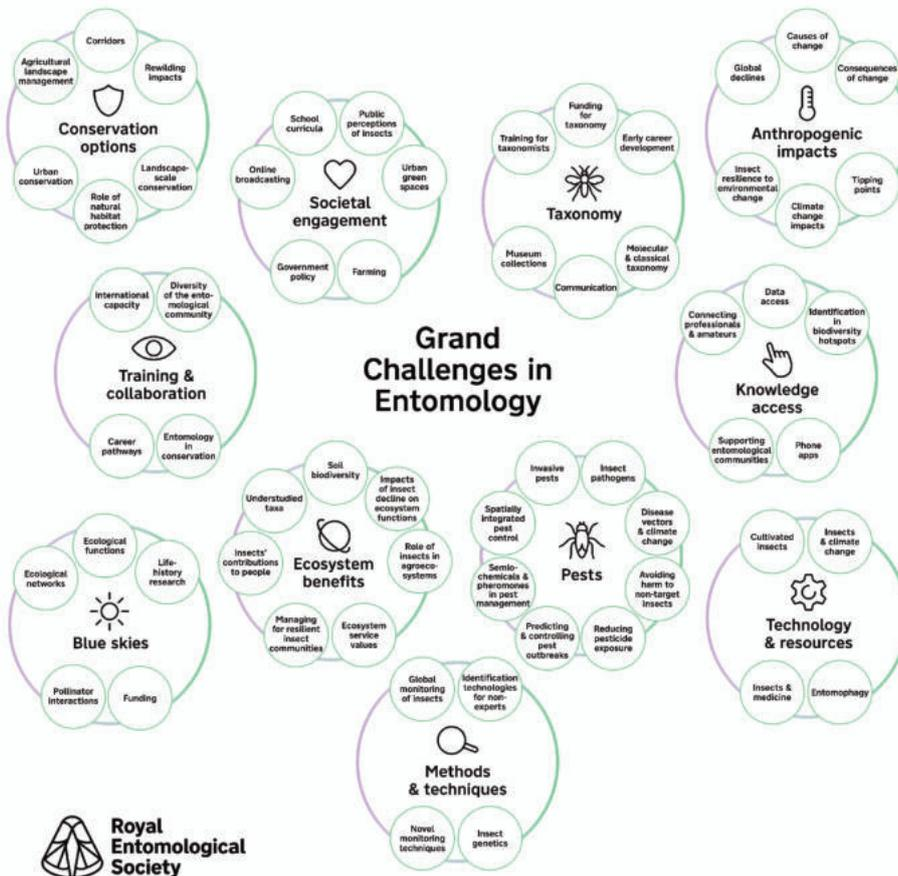 Corridors
Agricultural
landscape
management
Rewilding
impacts
Conservation
options
Urban
conservation
Landscape-
scale
conservation
Role of
natural
habitat
protection
School
curricula
Public
perceptions
of insects
Online
broadcasting
Urban
green
spaces
Societal
engagement
Government
policy
Farming
Funding
for
taxonomy
Training for
taxonomists
Early career
development
Taxonomy
Museum
collections
Molecular
& classical
taxonomy
Communication
Causes of
change
Global
declines
Consequences
of change
Anthropogenic
impacts
Insect
resilience to
environmental
change
Tipping
points
Climate
change
impacts
International
capacity
Diversity
of the ento-
mological
community
Training &
collaboration
Career
pathways
Entomology
in
conservation
Grand
Challenges in
Entomology
Data
access
Connecting
professionals
& amateurs
Identification
in
biodiversity
hotspots
Knowledge
access
Supporting
entomological
communities
Phone
apps
Soil
biodiversity
Understudied
taxa
Impacts
of insect
decline on
ecosystem
functions
Insects'
contributions
to people
Role of
insects in
agroeco-
systems
Ecosystem
benefits
Managing
for resilient
insect
communities
Ecosystem
service
values
Invasive
pests
Insect
pathogens
Spatially
integrated
pest
control
Disease
vectors
& climate
change
Pests
Semio-
chemicals &
pheromones
in pest
management
Avoiding
harm to
non-target
insects
Predicting
& controlling
pest
outbreaks
Reducing
pesticide
exposure
Ecological
functions
Ecological
networks
Life-
history
research
Blue skies
Pollinator
interactions
Funding
Cultivated
insects
Insects
& climate
change
Technology
& resources
Insects &
medicine
Entomophagy
Global
monitoring
of insects
Identification
technologies
for non-
experts
Methods
& techniques
Novel
monitoring
techniques
Insect
genetics
Royal
Entomological
Society